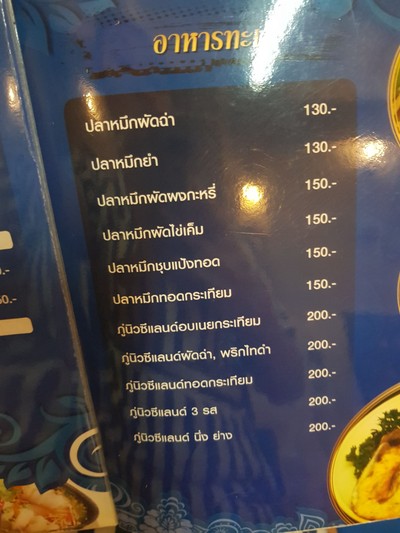 อาหารทะเ
ปลาหมึกผัดฉ่า 130.-
ปลาหมึกยำ 130.-
ปลาหมึกผัดผงกะหรี่ 150.-
ปลาหมึกผัดไข่เค็ม 150.-
ปลาหมึกชุบแป้งทอด 150.-
ปลาหมึกทอดกระเทียม 150.-
กู่นิวซีแลนด์อบเนยกระเทียม 200.-
กู่นิวซีแลนด์ผัดฉ่า, พริกไทดำ 200.-
กู่นิวซีแลนด์ทอดกระเทียม 200.-
กู่นิวซีแลนด์ 3 รส 200.-
กู่นิวซีแลนด์ นึ่ง ย่าง 200.-